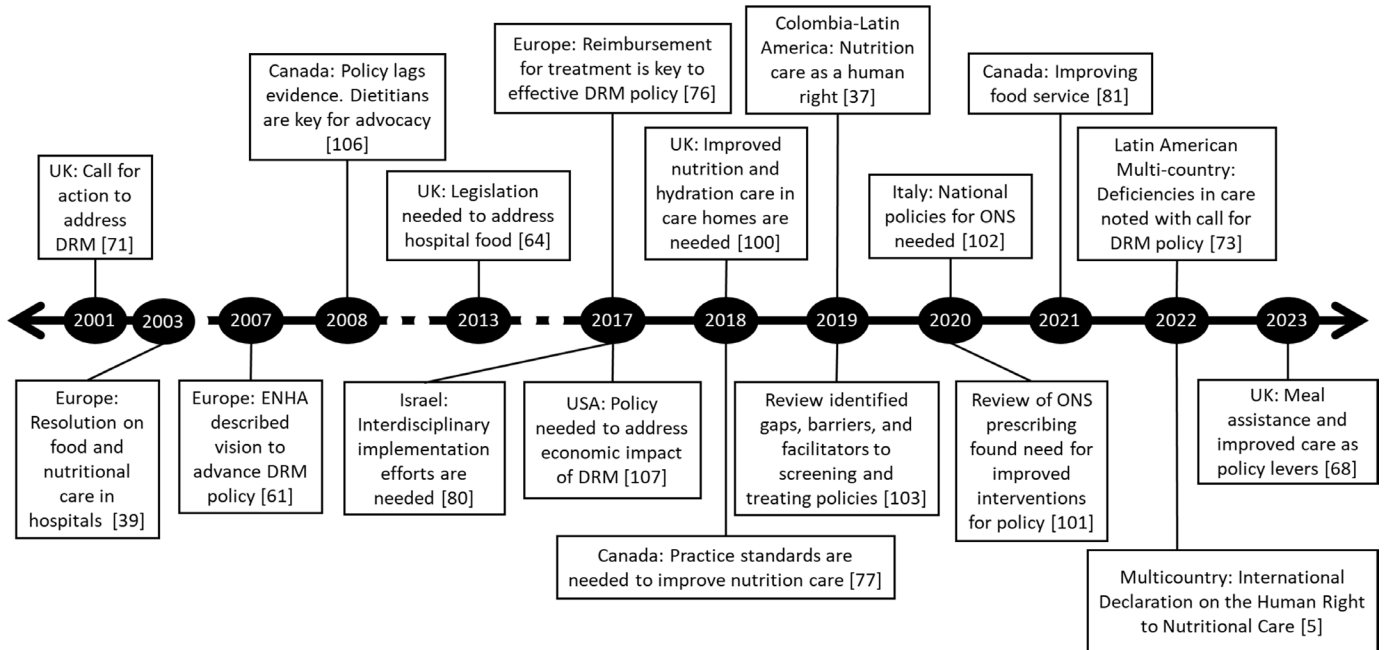 UK: Call for
action to
address
DRM [71]
Canada: Policy lags
evidence. Dietitians
are key for advocacy
[106]
UK: Legislation
needed to address
hospital food [64]
Europe: Reimbursement
for treatment is key to
effective DRM policy [76]
UK: Improved
nutrition and
hydration care in
care homes are
needed [100]
Colombia-Latin
America: Nutrition
care as a human
right [37]
Italy: National
policies for ONS
needed [102]
Canada: Improving
food service [81]
Latin American
Multi-country:
Deficiencies in care
noted with call for
DRM policy [73]
2001
2003
2007
2008
2013
2017
2018
2019
2020
2021
2022
2023
Europe:
Resolution on
food and
nutritional care in
hospitals [39]
Europe: ENHA
described
vision to
advance DRM
policy [61]
Israel:
Interdisciplinary
implementation
efforts are
needed [80]
USA: Policy
needed to address
economic impact
of DRM [107]
Canada: Practice standards are
needed to improve nutrition care [77]
Review identified
gaps, barriers, and
facilitators to
screening and
treating policies [103]
Review of ONS
prescribing
found need for
improved
interventions
for policy [101]
Multicountry: International
Declaration on the Human Right
to Nutritional Care [5]
UK: Meal
assistance and
improved care as
policy levers [68]